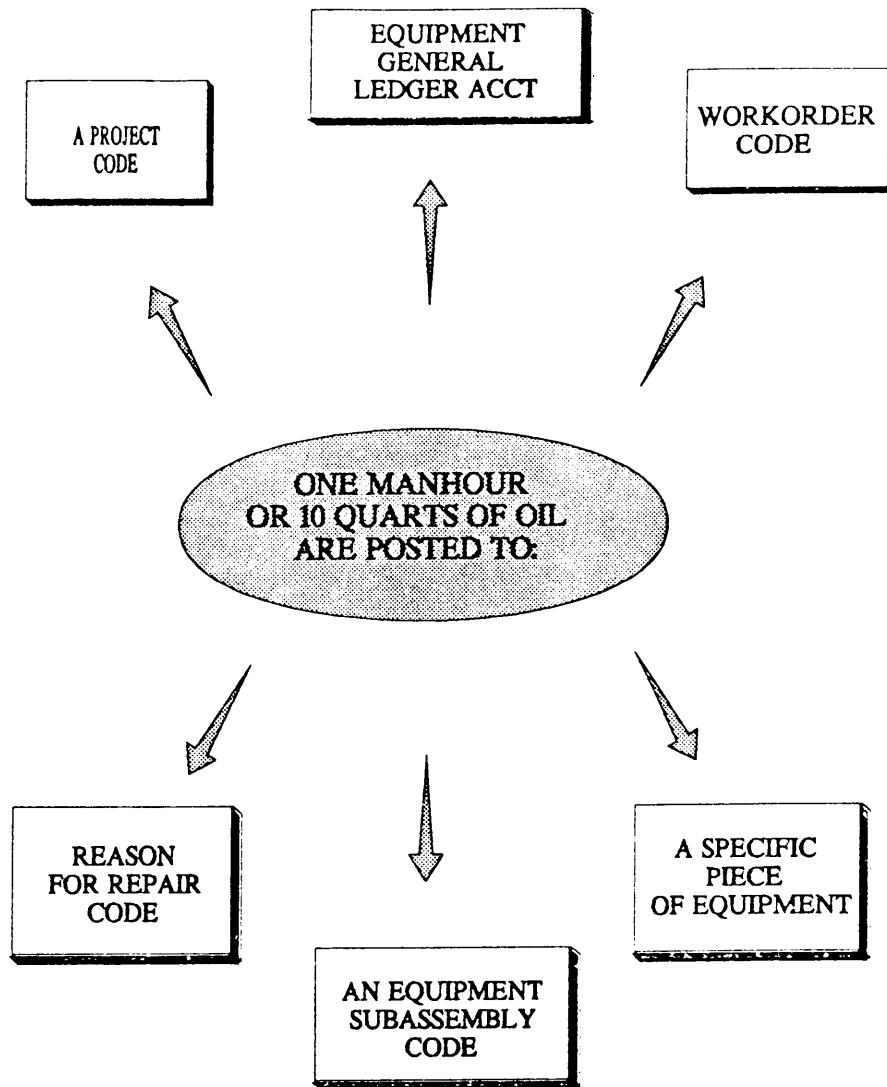 EQUIPMENT
GENERAL
LEDGER ACCT
A PROJECT
CODE
WORKORDER
CODE
ONE MANHOUR
OR 10 QUARTS OF OIL
ARE POSTED TO:
REASON
FOR REPAIR
CODE
A SPECIFIC
PIECE
OF EQUIPMENT
AN EQUIPMENT
SUBASSEMBLY
CODE